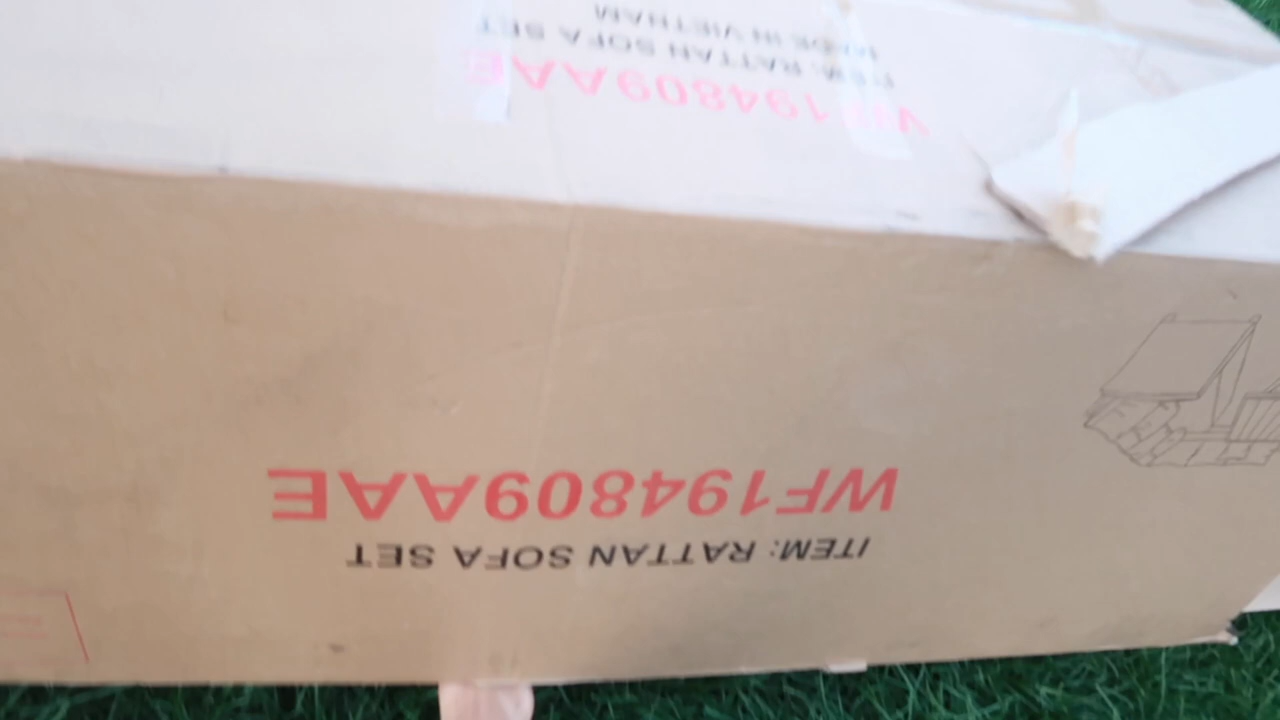 WF194809AAE
ITEM: RATTAN SOFA SET
MADE IN VIETNAM
ITEM: RATTAN SOFA SET
WF194809AAE